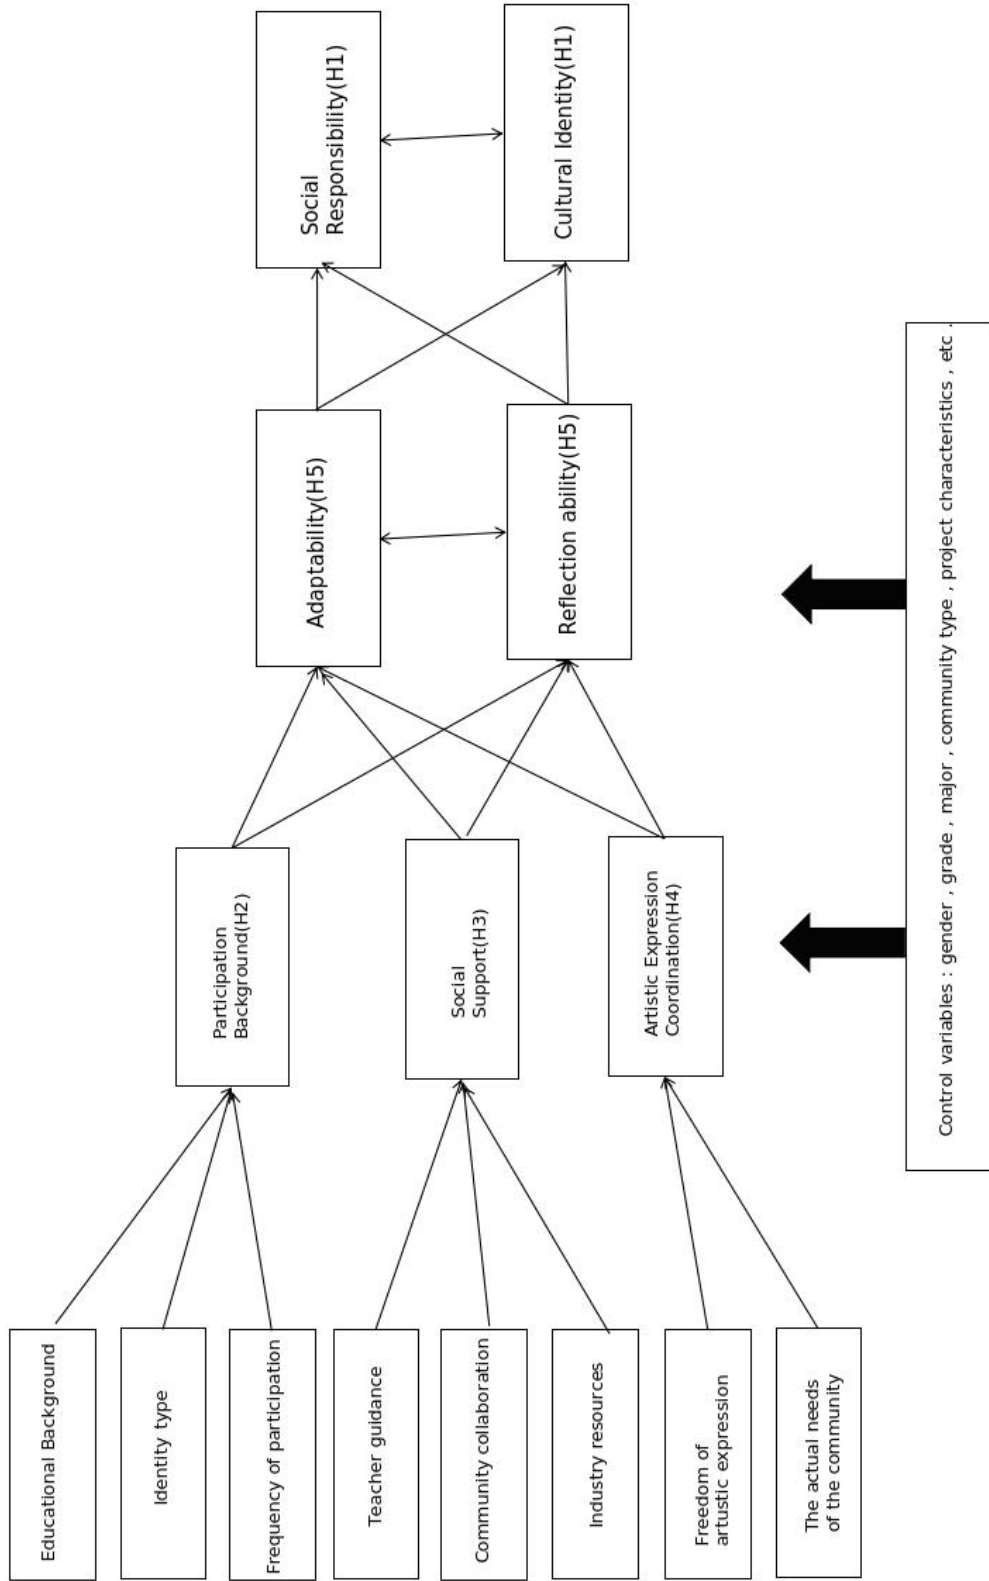 Educational Background
Identity type
Frequency of participation
Teacher guidance
Community collaboration
Industry resources
Freedom of
artustic expression
The actual needs
of the community
Participation
Background(H2)
Social
Support(H3)
Artistic Expression
Coordination(H4)
Adaptability(H5)
Reflection ability(H5)
Social
Responsibility(H1)
Cultural Identity(H1)
Control variables : gender , grade , major , community type , project characteristics , etc .